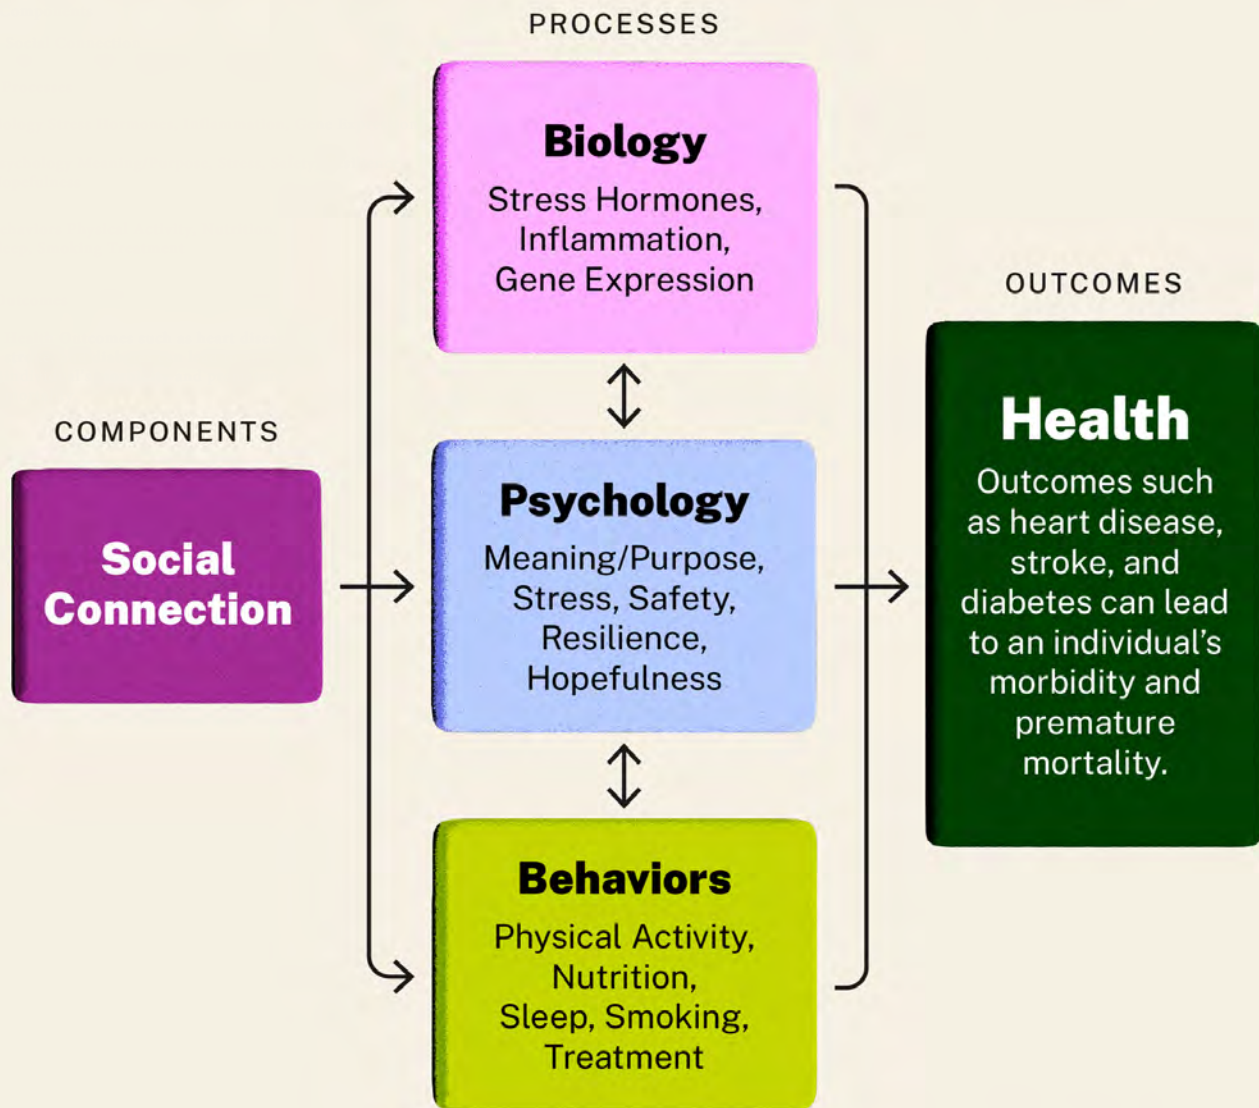 PROCESSES
Biology
Stress Hormones,
Inflammation,
Gene Expression
COMPONENTS
Social
Connection
Psychology
Meaning/Purpose,
Stress, Safety,
Resilience,
Hopefulness
Behaviors
Physical Activity,
Nutrition,
Sleep, Smoking,
Treatment
OUTCOMES
Health
Outcomes such
as heart disease,
stroke, and
diabetes can lead
to an individual’s
morbidity and
premature
mortality.